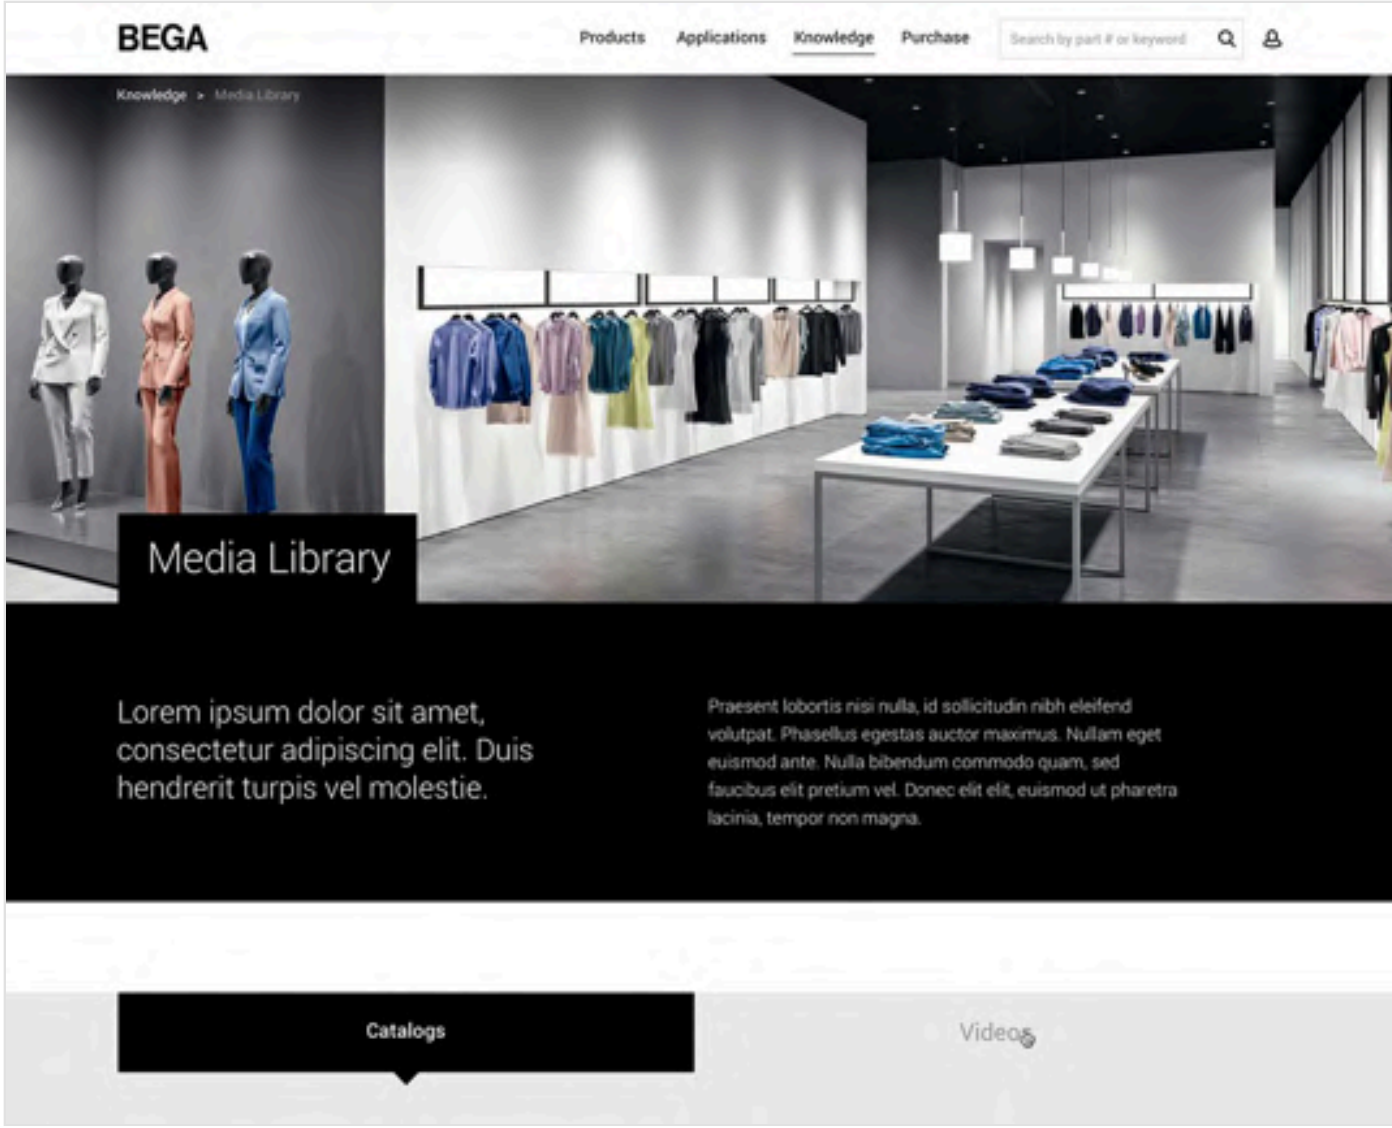 BEGA
Products Applications Knowledge Purchase Search by part # or keyword
Knowledge > Media Library
Media Library
Lorem ipsum dolor sit amet,
consectetur adipiscing elit. Duis
hendrerit turpis vel molestie.
Praesent lobortis nisi nulla, id sollicitudin nibh eleifend
volutpat. Phasellus egestas auctor maximus. Nullam eget
euismod ante. Nulla bibendum commodo quam, sed
faucibus elit pretium vel. Donec elit elit, euismod ut pharetra
lacinia, tempor non magna.
Catalogs
Videos